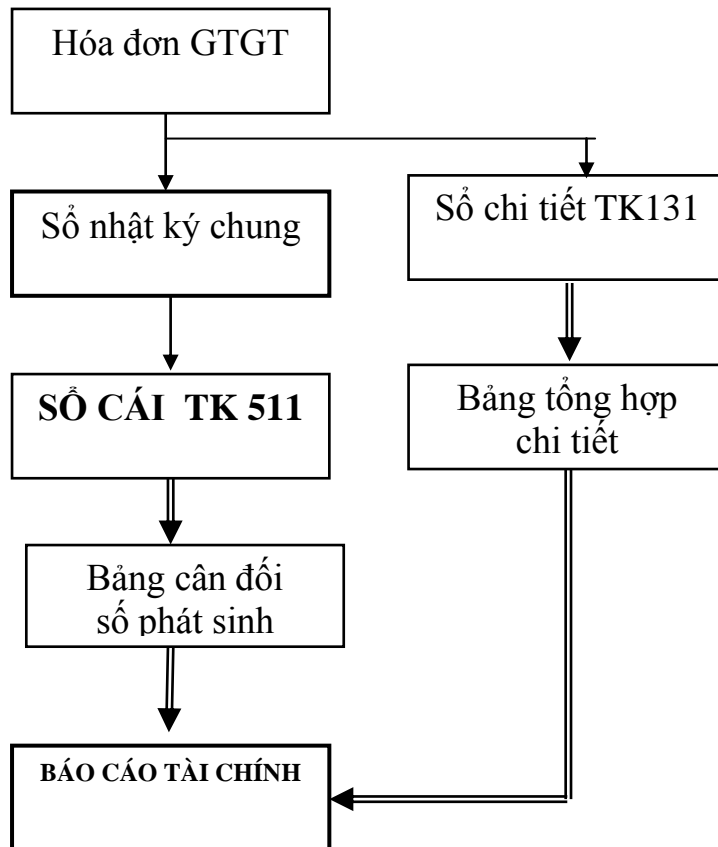 Hóa đơn GTGT
Sổ nhật ký chung
Sổ chi tiết TK131
SỔ CÁI TK 511
Bảng tổng hợp
chi tiết
Bảng cân đối
số phát sinh
BÁO CÁO TÀI CHÍNH